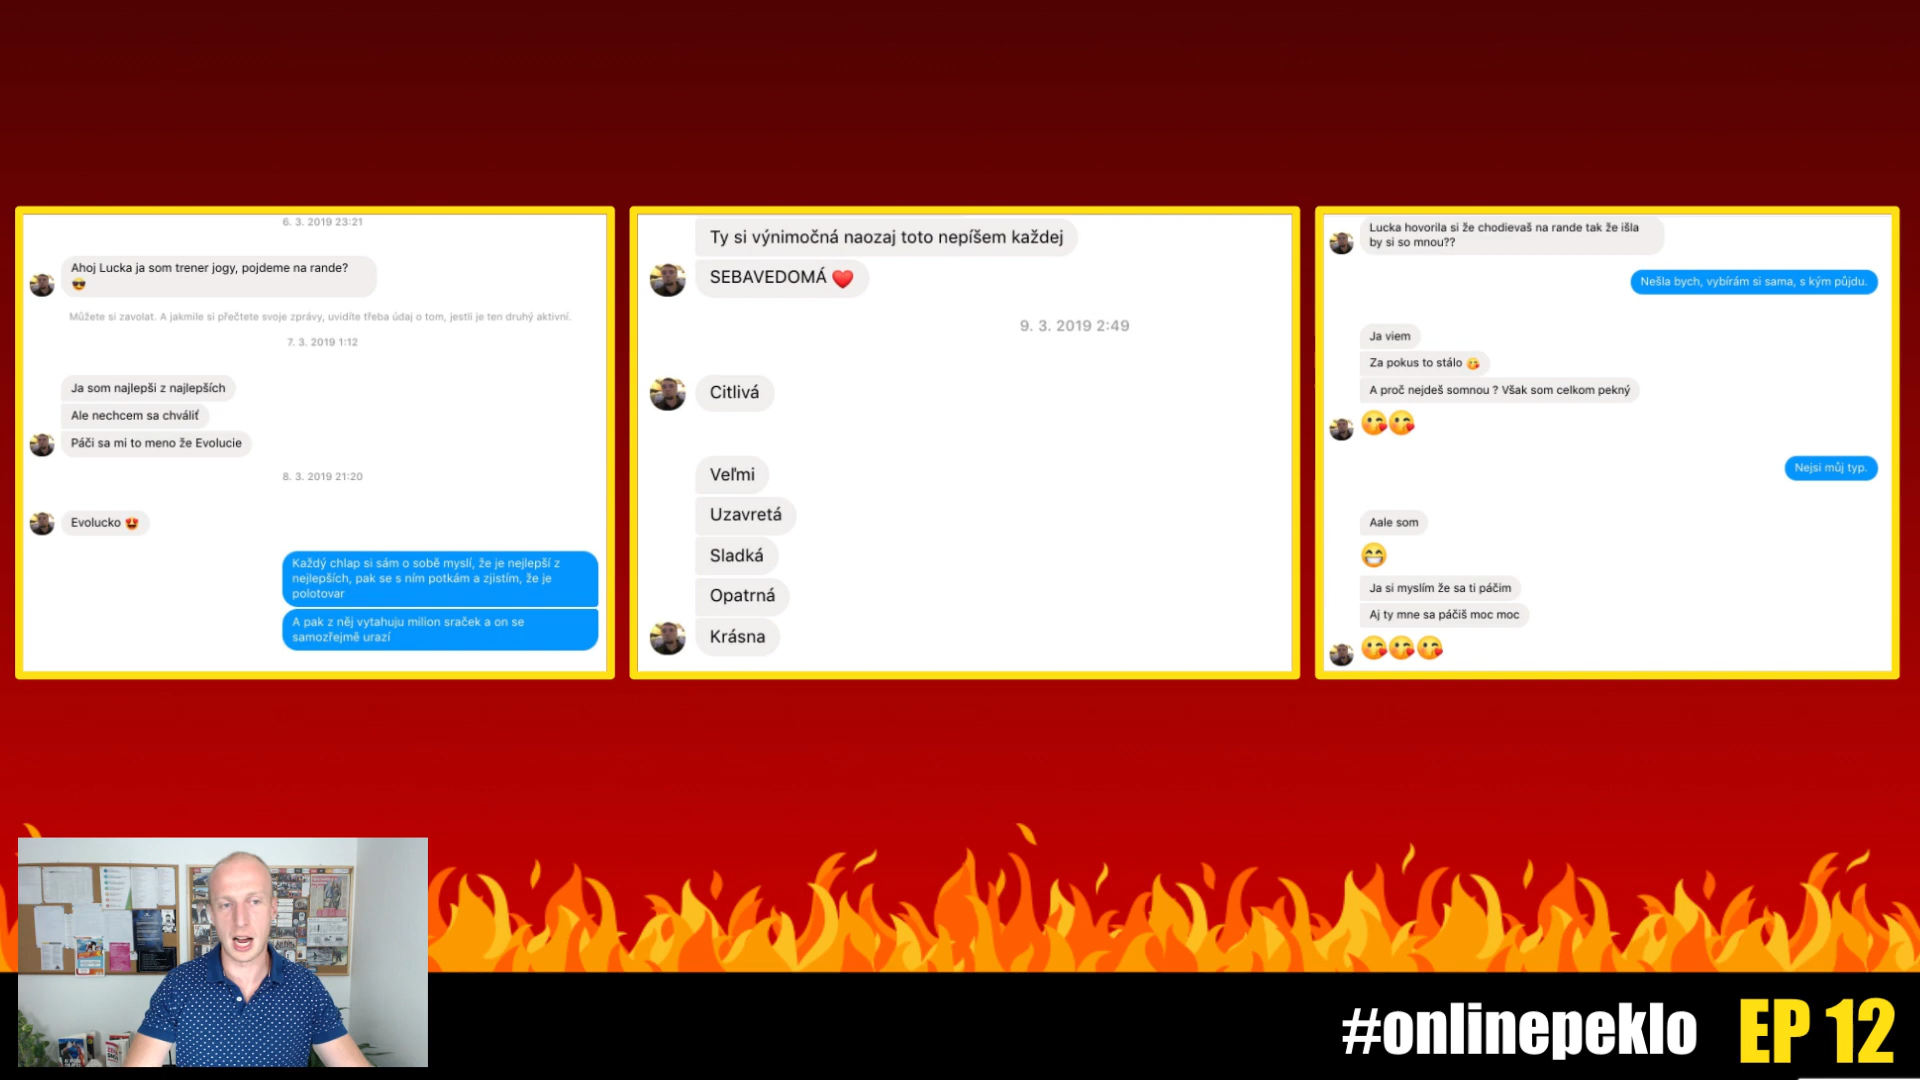 6. 3. 2019 23:21
Ahoj Lucka ja som trener jogy, pojdeme na rande?
😎
Můžete si zavolat. A jakmile si přečtete svoje zprávy, uvidíte třeba údaj o tom, jestli je ten druhý aktivní.
7. 3. 2019 1:12
Ja som najlepši z najlepších
Ale nechcem sa chváliť
Páči sa mi to meno že Evolucie
8. 3. 2019 21:20
Evolucko 😍
Každý chlap si sám o sobě myslí, že je nejlepší z
nejlepších, pak se s ním potkám a zjistím, že je
polotovar
A pak z něj vytahuju milion sraček a on se
samozřejmě urazí
Ty si výnimočná naozaj toto nepíšem každej
SEBAVEDOMÁ ❤️
9. 3. 2019 2:49
Citlivá
Veľmi
Uzavretá
Sladká
Opatrná
Krásna
Lucka hovorila si že chodievaš na rande tak že išla
by si so mnou??
Nešla bych, vybírám si sama, s kým půjdu.
Ja viem
Za pokus to stálo 😘
A proč nejdeš somnou ? Však som celkom pekný
😘😘
Nejsi můj typ.
Aale som
😁
Ja si myslím že sa ti páčim
Aj ty mne sa páčiš moc moc
😘😘😘
#onlinepeklo EP 12